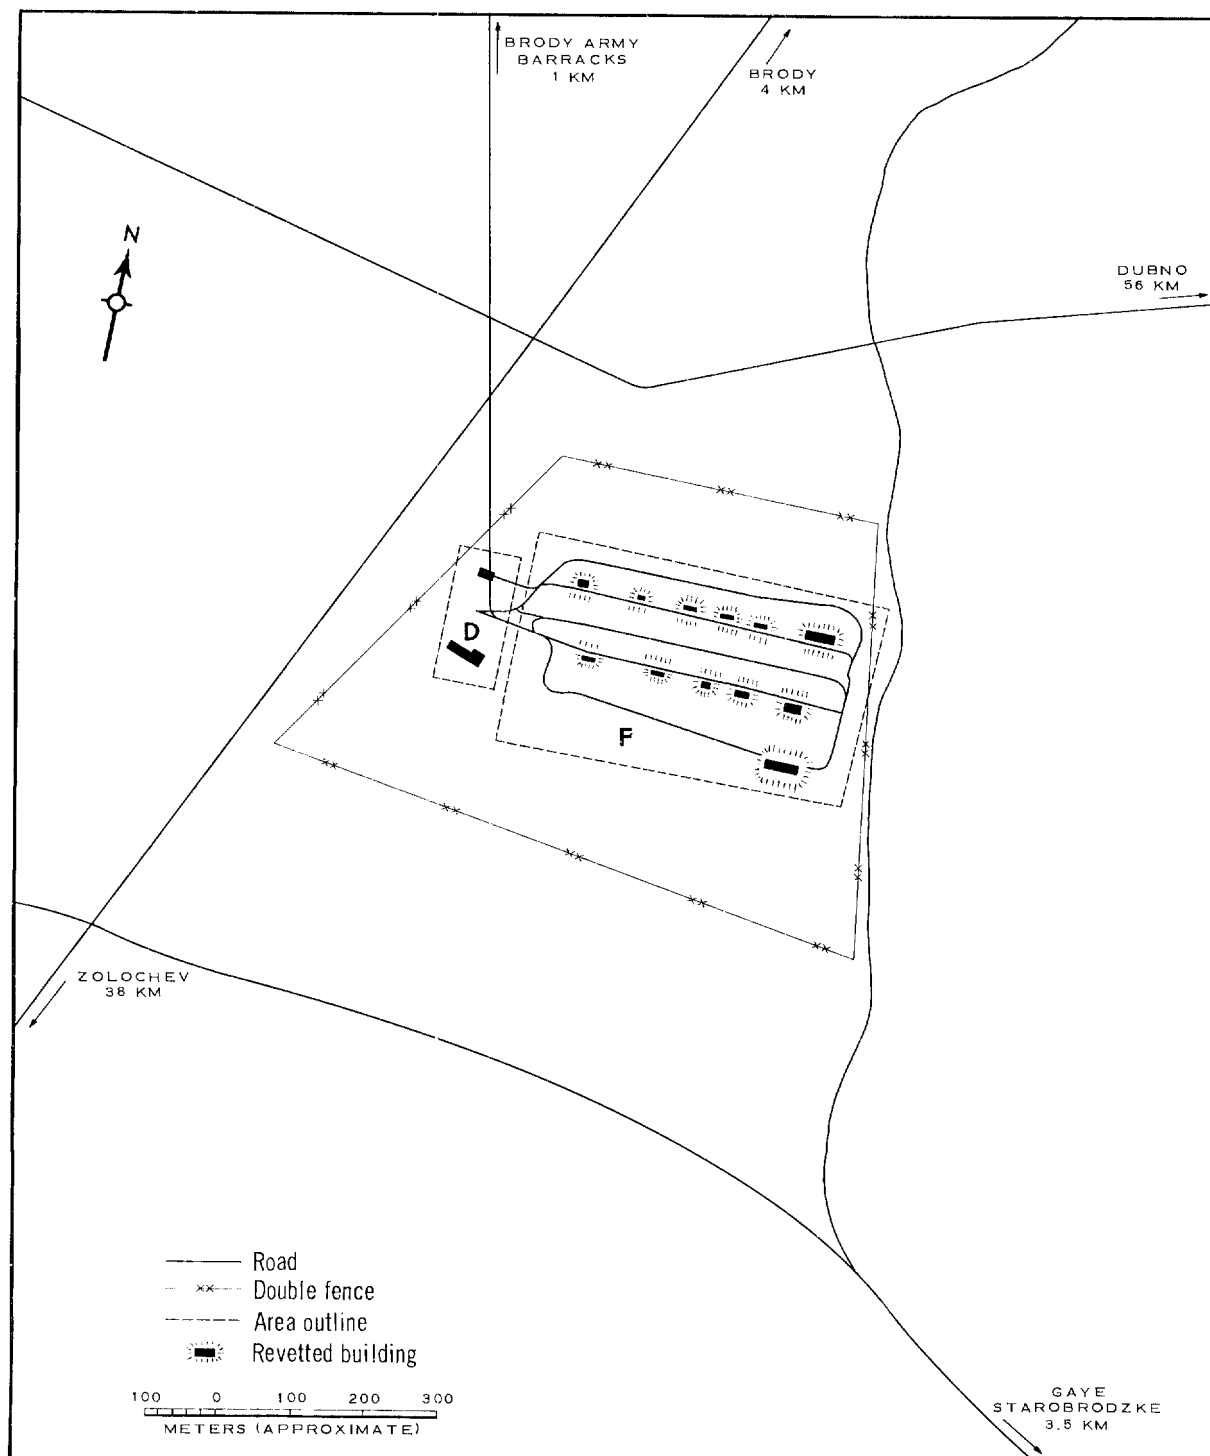 BRODY ARMY
BARRACKS
1 KM
BRODY
4 KM
N
DUBNO
56 KM
D
F
ZOLOCHEV
38 KM
Road
Double fence
Area outline
Revetted building
100 0 100 200 300
METERS (APPROXIMATE)
GAYE
STAROBRODZKE
3.5 KM